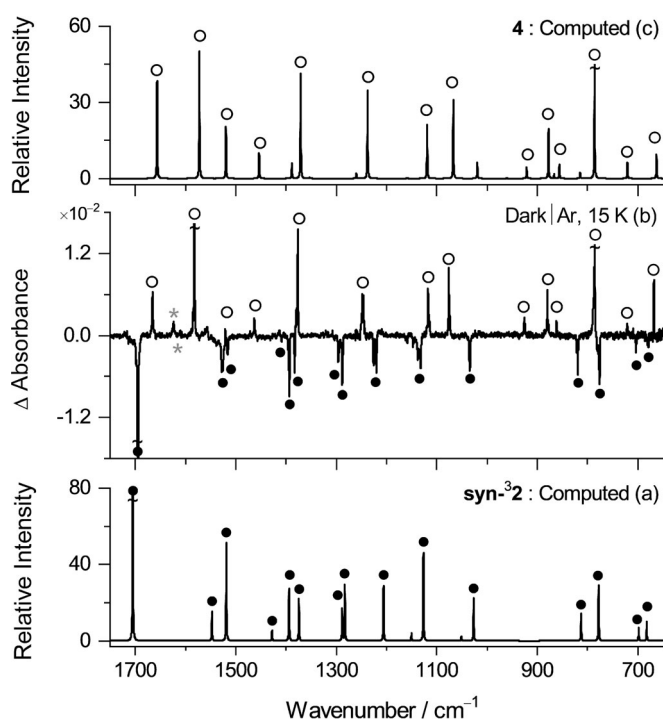 4 : Computed (c)
60
30
0
Relative Intensity
×10−2
Dark | Ar, 15 K (b)
1.2
0.0
-1.2
Δ Absorbance
*
*
syn-³2 : Computed (a)
80
40
0
Relative Intensity
1700 1500 1300 1100 900 700
Wavenumber / cm−1